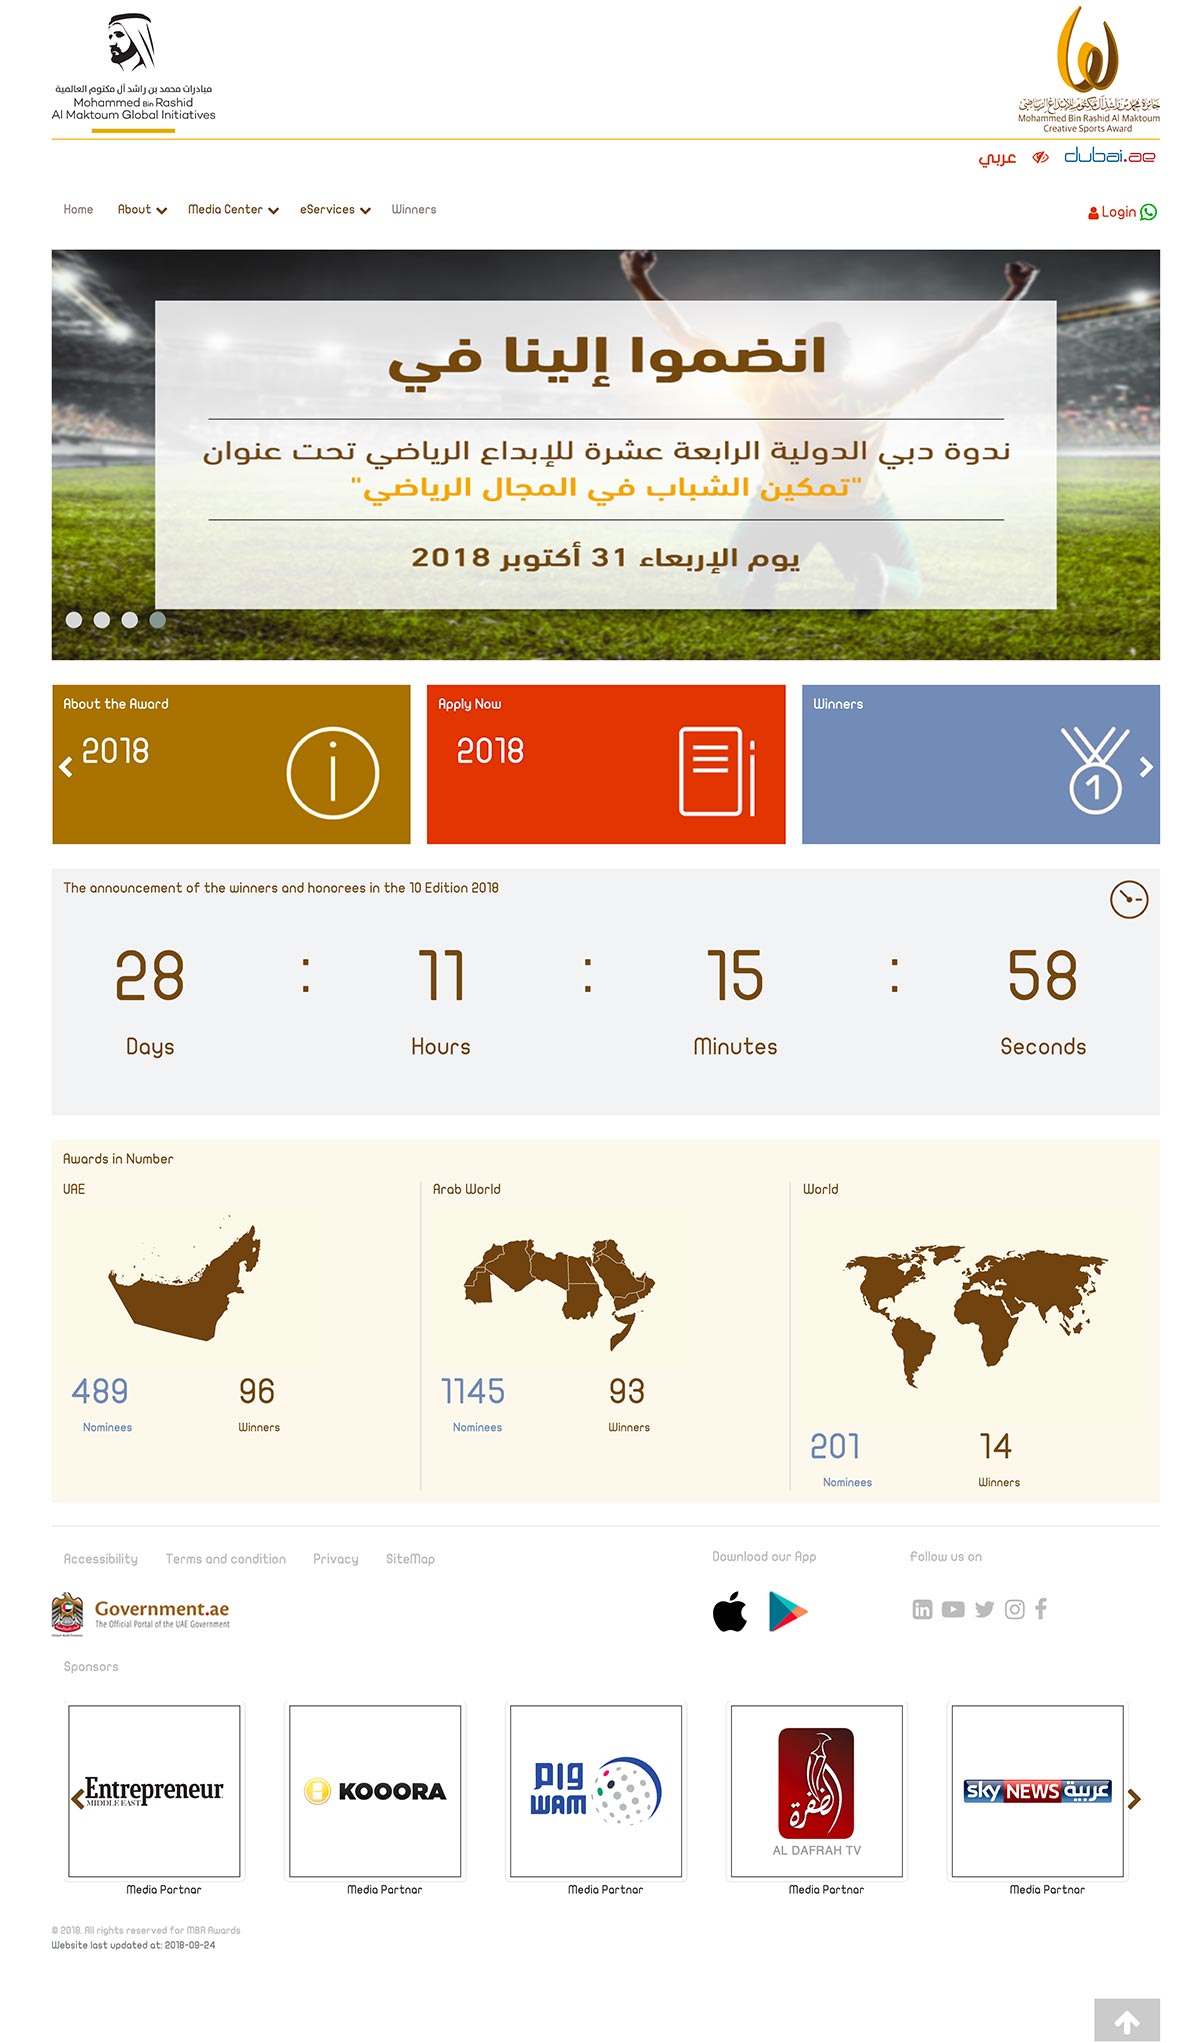 مبادرات محمد بن راشد آل مكتوم العالمية
Mohammed Bin Rashid
Al Maktoum Global Initiatives
جائزة محمد بن راشد آل مكتوم للإبداع الرياضي
Mohammed Bin Rashid Al Maktoum
Creative Sports Award
عربي
dubai.ae
Home About Media Center eServices Winners
Login
انضموا إلينا في
ندوة دبي الدولية الرابعة عشرة للإبداع الرياضي تحت عنوان
"تمكين الشباب في المجال الرياضي"
يوم الإربعاء 31 أكتوبر 2018
About the Award
2018
Apply Now
2018
Winners
1
The announcement of the winners and honorees in the 10 Edition 2018
28 : 11 : 15 : 58
Days Hours Minutes Seconds
Awards in Number
UAE
489 96
Nominees Winners
Arab World
1145 93
Nominees Winners
World
201 14
Nominees Winners
Accessibility Terms and condition Privacy SiteMap
Download our App
Follow us on
Government.ae
The Official Portal of the UAE Government
Sponsors
Entrepreneur
MIDDLE EAST
Media Partnar
KOOORA
Media Partnar
وام
WAM
Media Partnar
الظفرة
AL DAFRAH TV
Media Partnar
sky NEWS عربية
Media Partnar
© 2018. All rights reserved for MBR Awards
Website last updated at: 2018-09-24